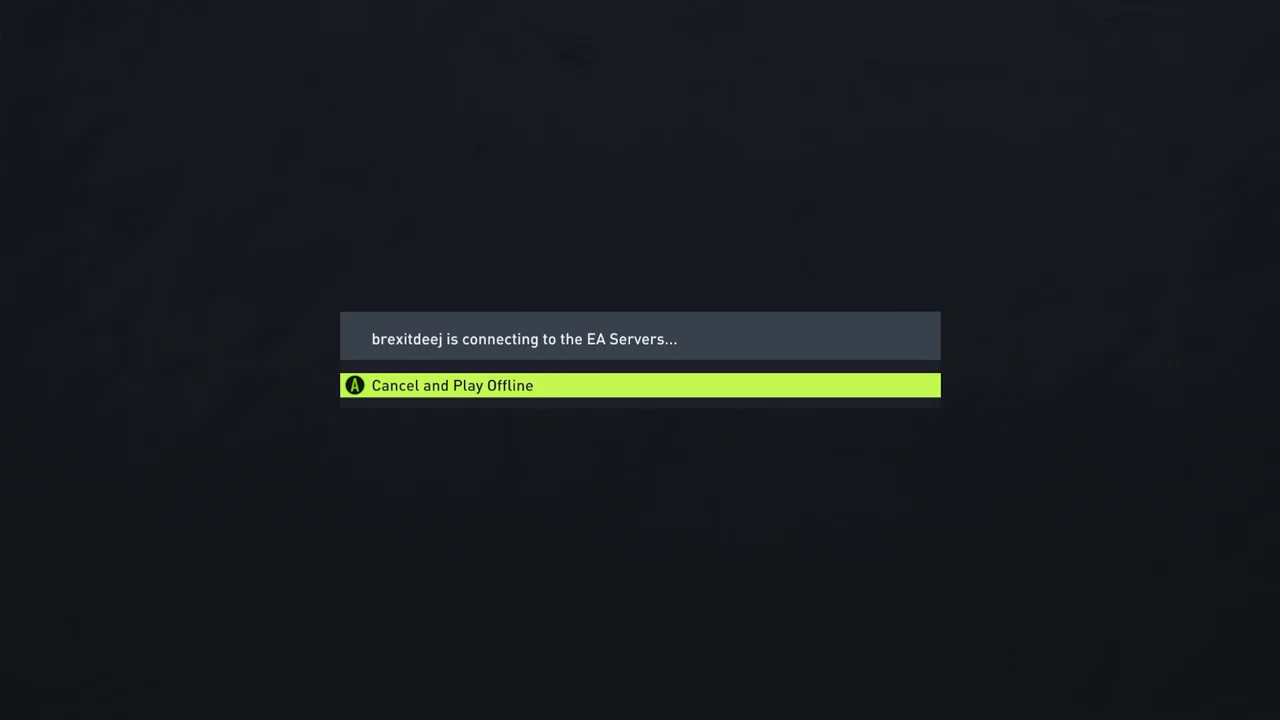 brexitdeej is connecting to the EA Servers...
A Cancel and Play Offline